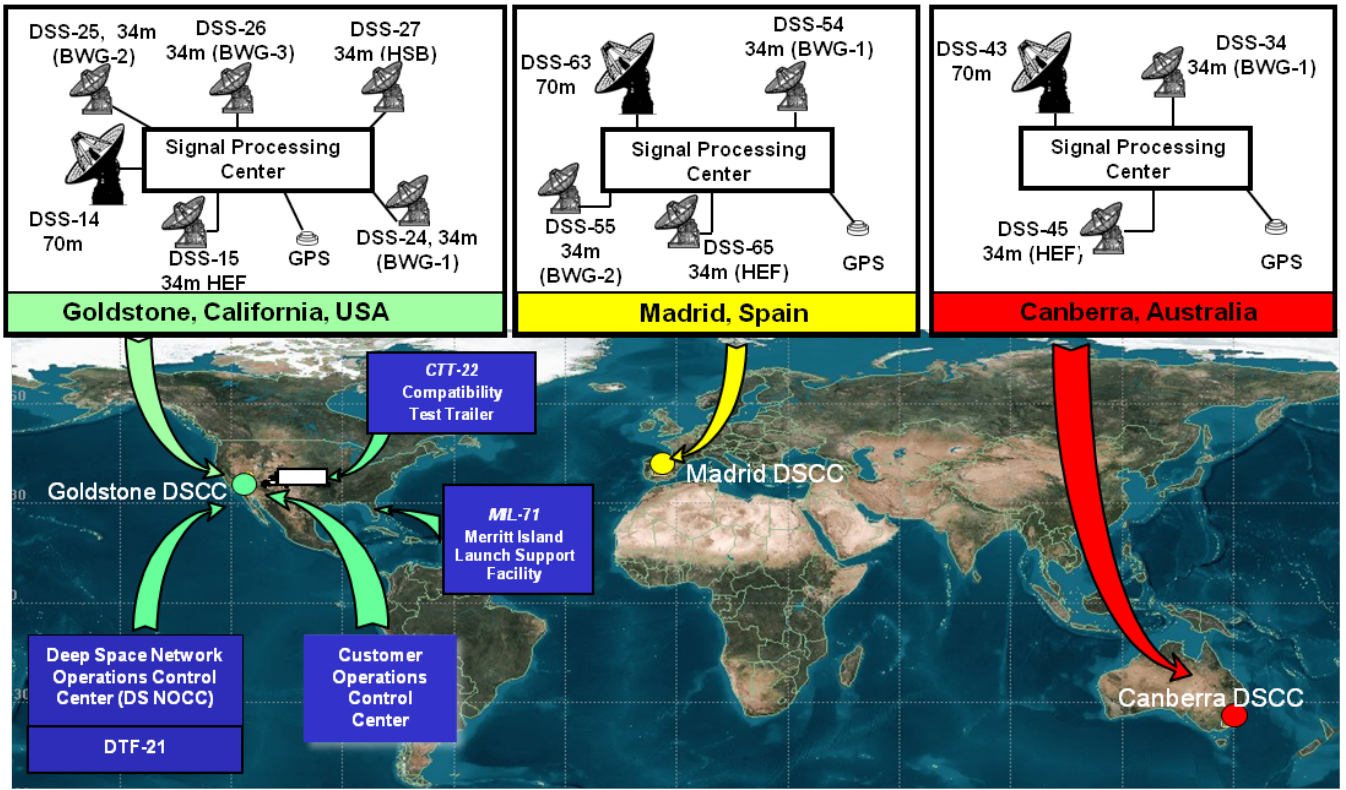 DSS-25, 34m
(BWG-2)
DSS-26
34m (BWG-3)
DSS-27
34m (HSB)
Signal Processing
Center
DSS-14
70m
DSS-15
34m HEF
GPS
DSS-24, 34m
(BWG-1)
Goldstone, California, USA
DSS-63
70m
DSS-54
34m (BWG-1)
Signal Processing
Center
DSS-55
34m
(BWG-2)
DSS-65
34m (HEF)
GPS
Madrid, Spain
DSS-43
70m
DSS-34
34m (BWG-1)
Signal Processing
Center
DSS-45
34m (HEF)
GPS
Canberra, Australia
CTT-22
Compatibility
Test Trailer
Goldstone DSCC
Madrid DSCC
MIL-71
Merritt Island
Launch Support
Facility
Deep Space Network
Operations Control
Center (DS NOCC)
DTF-21
Customer
Operations
Control
Center
Canberra DSCC
30
0
30